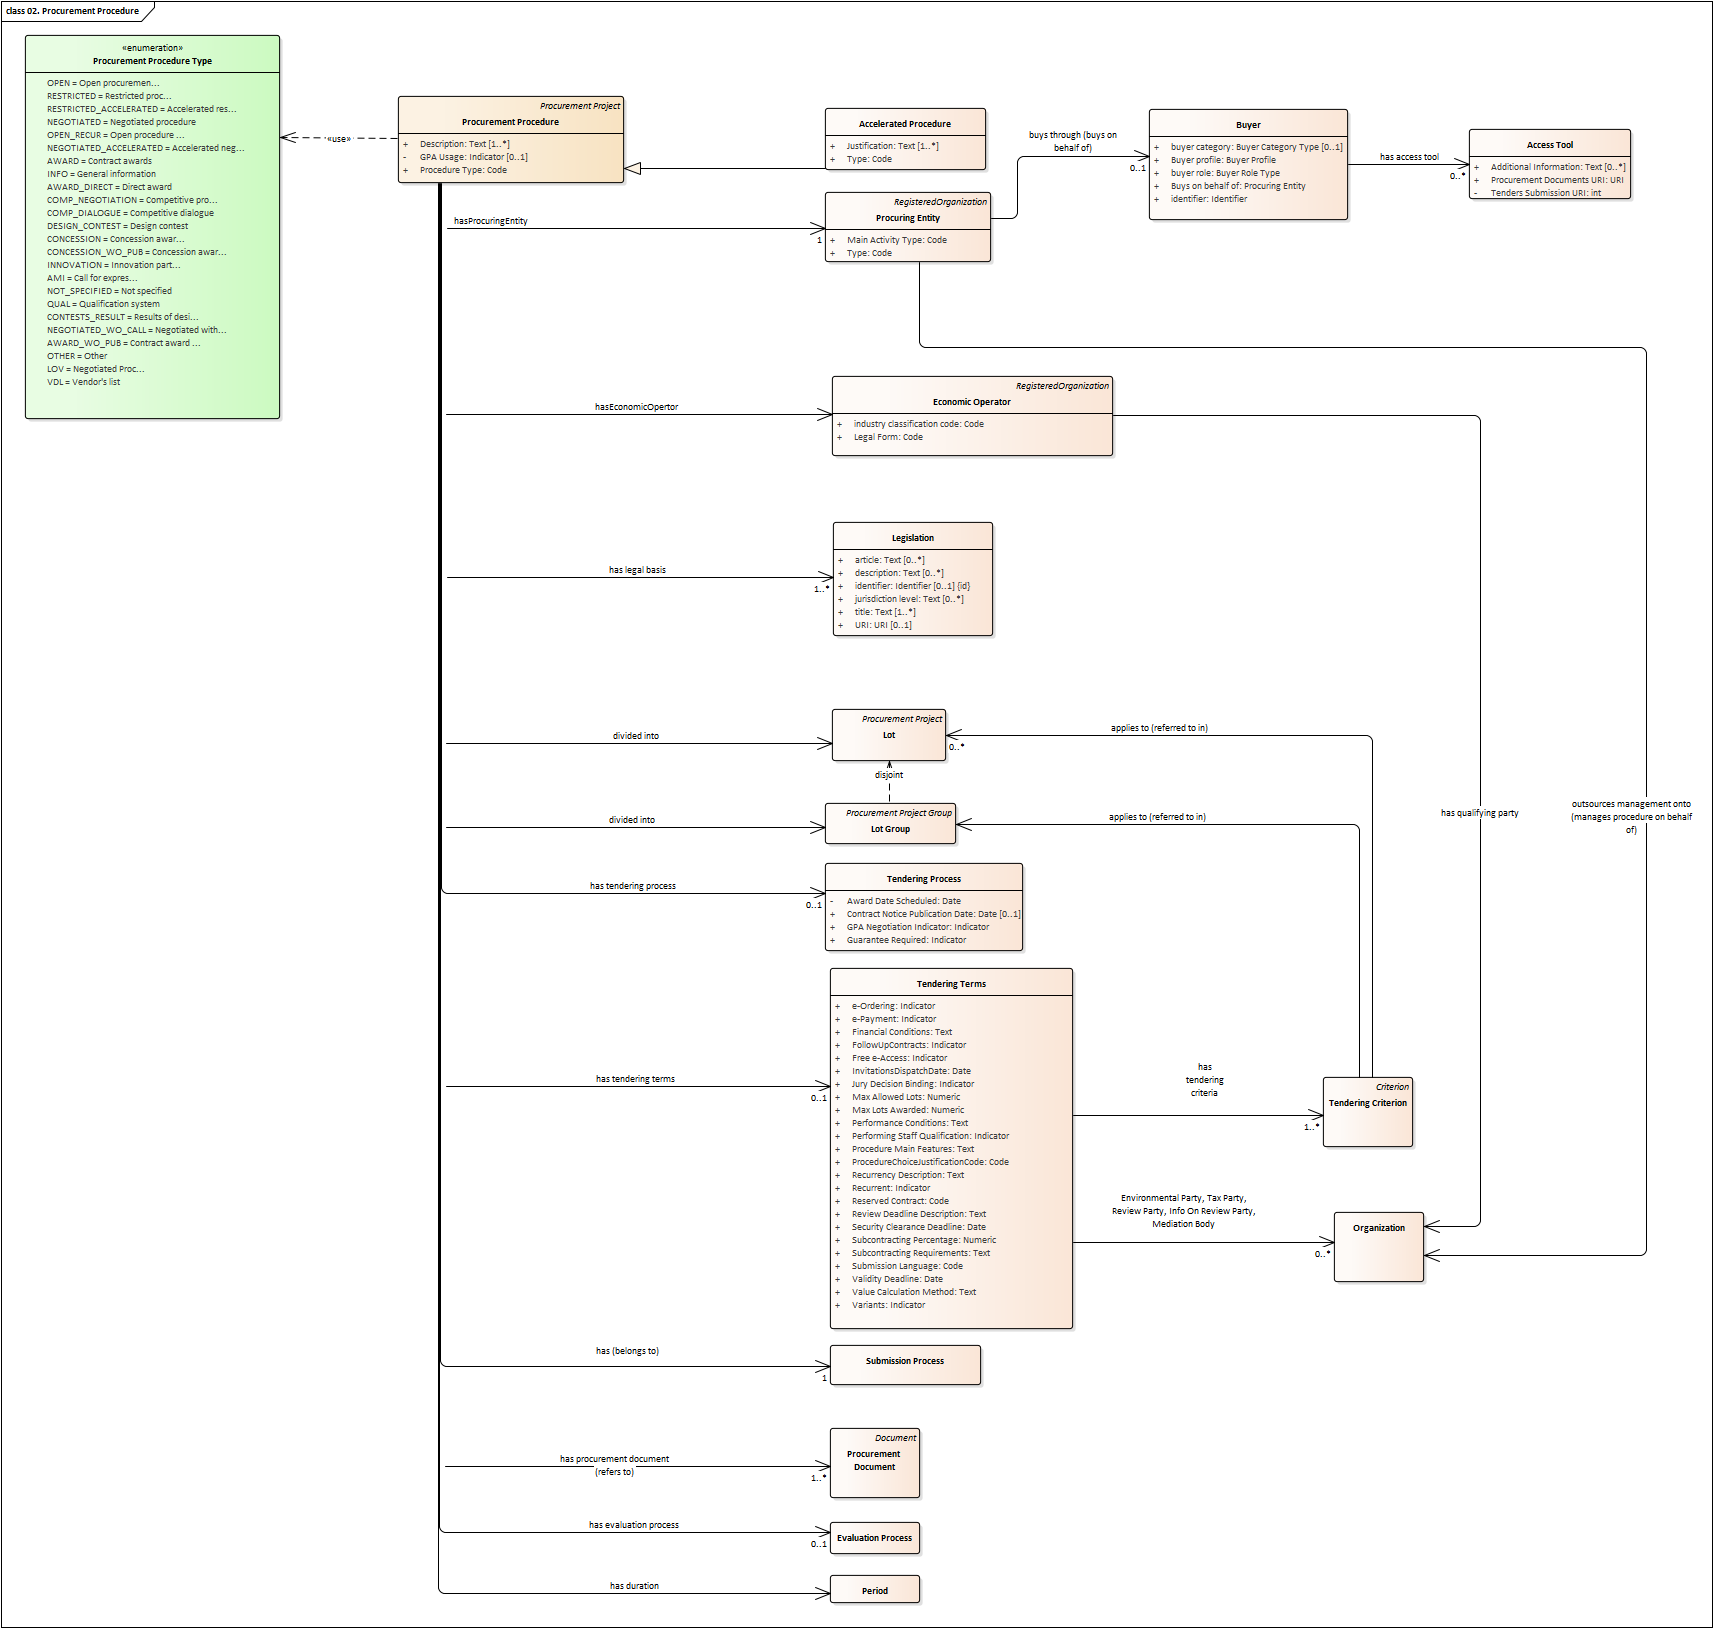 class 02. Procurement Procedure
«enumeration»
Procurement Procedure Type
OPEN = Open procuremen...
RESTRICTED = Restricted proc...
RESTRICTED_ACCELERATED = Accelerated res...
NEGOTIATED = Negotiated procedure
OPEN_RECUR = Open procedure ...
NEGOTIATED_ACCELERATED = Accelerated neg...
AWARD = Contract awards
INFO = General information
AWARD_DIRECT = Direct award
COMP_NEGOTIATION = Competitive pro...
COMP_DIALOGUE = Competitive dialogue
DESIGN_CONTEST = Design contest
CONCESSION = Concession awar...
CONCESSION_WO_PUB = Concession awar...
INNOVATION = Innovation part...
AMI = Call for expres...
NOT_SPECIFIED = Not specified
QUAL = Qualification system
CONTESTS_RESULT = Results of desi...
NEGOTIATED_WO_CALL = Negotiated with...
AWARD_WO_PUB = Contract award ...
OTHER = Other
LOV = Negotiated Proc...
VDL = Vendor's list
«use»
Procurement Project
Procurement Procedure
+ Description: Text [1..*]
- GPA Usage: Indicator [0..1]
+ Procedure Type: Code
Accelerated Procedure
+ Justification: Text [1..*]
+ Type: Code
buys through (buys on
behalf of)
0..1
Buyer
+ buyer category: Buyer Category Type [0..1]
+ Buyer profile: Buyer Profile
+ buyer role: Buyer Role Type
+ Buys on behalf of: Procuring Entity
+ identifier: Identifier
has access tool
0..*
Access Tool
+ Additional Information: Text [0..*]
+ Procurement Documents URI: URI
- Tenders Submission URI: int
hasProcuringEntity
1
RegisteredOrganization
Procuring Entity
+ Main Activity Type: Code
+ Type: Code
hasEconomicOpertor
RegisteredOrganization
Economic Operator
+ industry classification code: Code
+ Legal Form: Code
has legal basis
1..*
Legislation
+ article: Text [0..*]
+ description: Text [0..*]
+ identifier: Identifier [0..1] {id}
+ jurisdiction level: Text [0..*]
+ title: Text [1..*]
+ URI: URI [0..1]
divided into
Procurement Project
Lot
applies to (referred to in)
0..*
disjoint
divided into
Procurement Project Group
Lot Group
applies to (referred to in)
has qualifying party
outsources management onto
(manages procedure on behalf
of)
has tendering process
0..1
Tendering Process
- Award Date Scheduled: Date
+ Contract Notice Publication Date: Date [0..1]
+ GPA Negotiation Indicator: Indicator
+ Guarantee Required: Indicator
has tendering terms
0..1
Tendering Terms
+ e-Ordering: Indicator
+ e-Payment: Indicator
+ Financial Conditions: Text
+ FollowUpContracts: Indicator
+ Free e-Access: Indicator
+ InvitationsDispatchDate: Date
+ Jury Decision Binding: Indicator
+ Max Allowed Lots: Numeric
+ Max Lots Awarded: Numeric
+ Performance Conditions: Text
+ Performing Staff Qualification: Indicator
+ Procedure Main Features: Text
+ ProcedureChoiceJustificationCode: Code
+ Recurrency Description: Text
+ Recurrent: Indicator
+ Reserved Contract: Code
+ Review Deadline Description: Text
+ Security Clearance Deadline: Date
+ Subcontracting Percentage: Numeric
+ Subcontracting Requirements: Text
+ Submission Language: Code
+ Validity Deadline: Date
+ Value Calculation Method: Text
+ Variants: Indicator
has
tendering
criteria
1..*
Criterion
Tendering Criterion
Environmental Party, Tax Party,
Review Party, Info On Review Party,
Mediation Body
0..*
Organization
has (belongs to)
1
Submission Process
has procurement document
(refers to)
1..*
Document
Procurement
Document
has evaluation process
0..1
Evaluation Process
has duration
Period